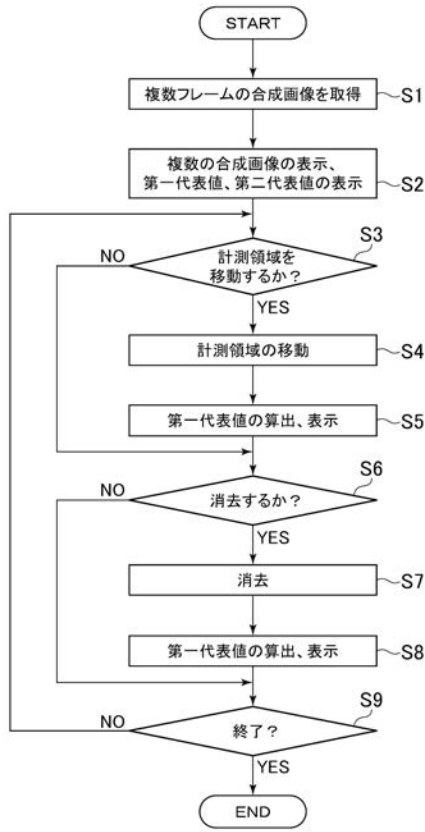 START
複数フレームの合成画像を取得
S1
複数の合成画像の表示、
第一代表値、第二代表値の表示
S2
S3
NO
計測領域を
移動するか?
YES
計測領域の移動
S4
第一代表値の算出、表示
S5
S6
NO
消去するか?
YES
消去
S7
第一代表値の算出、表示
S8
S9
NO
終了?
YES
END